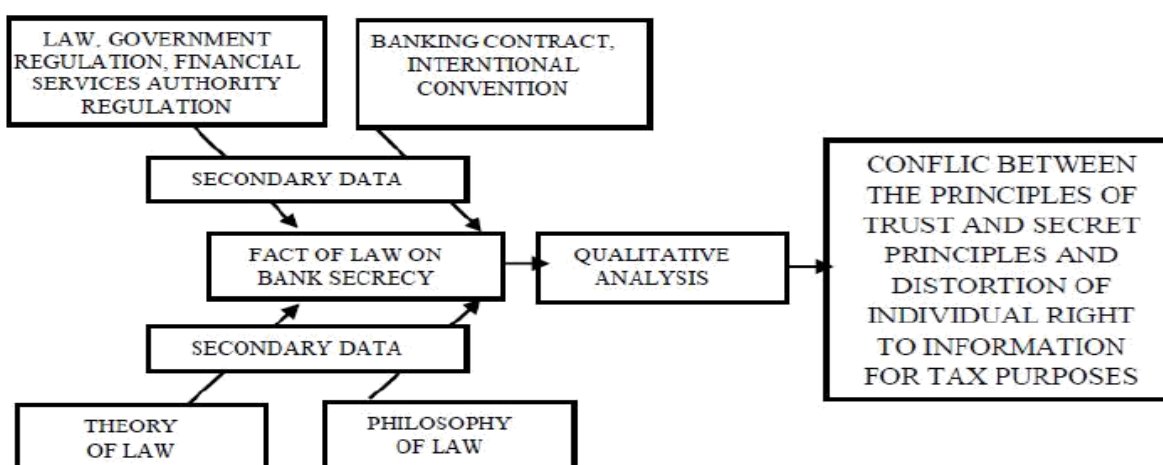 LAW, GOVERNMENT
REGULATION, FINANCIAL
SERVICES AUTHORITY
REGULATION
BANKING CONTRACT,
INTERNTIONAL
CONVENTION
SECONDARY DATA
FACT OF LAW ON
BANK SECRECY
QUALITATIVE
ANALYSIS
CONFLIC BETWEEN
THE PRINCIPLES OF
TRUST AND SECRET
PRINCIPLES AND
DISTORTION OF
INDIVIDUAL RIGHT
TO INFORMATION
FOR TAX PURPOSES
SECONDARY DATA
THEORY
OF LAW
PHILOSOPHY
OF LAW